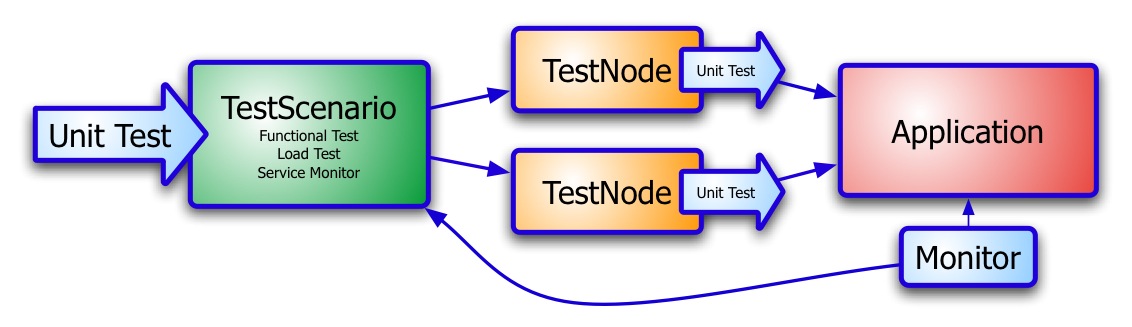 Unit Test
TestScenario
Functional Test
Load Test
Service Monitor
TestNode
Unit Test
TestNode
Unit Test
Application
Monitor